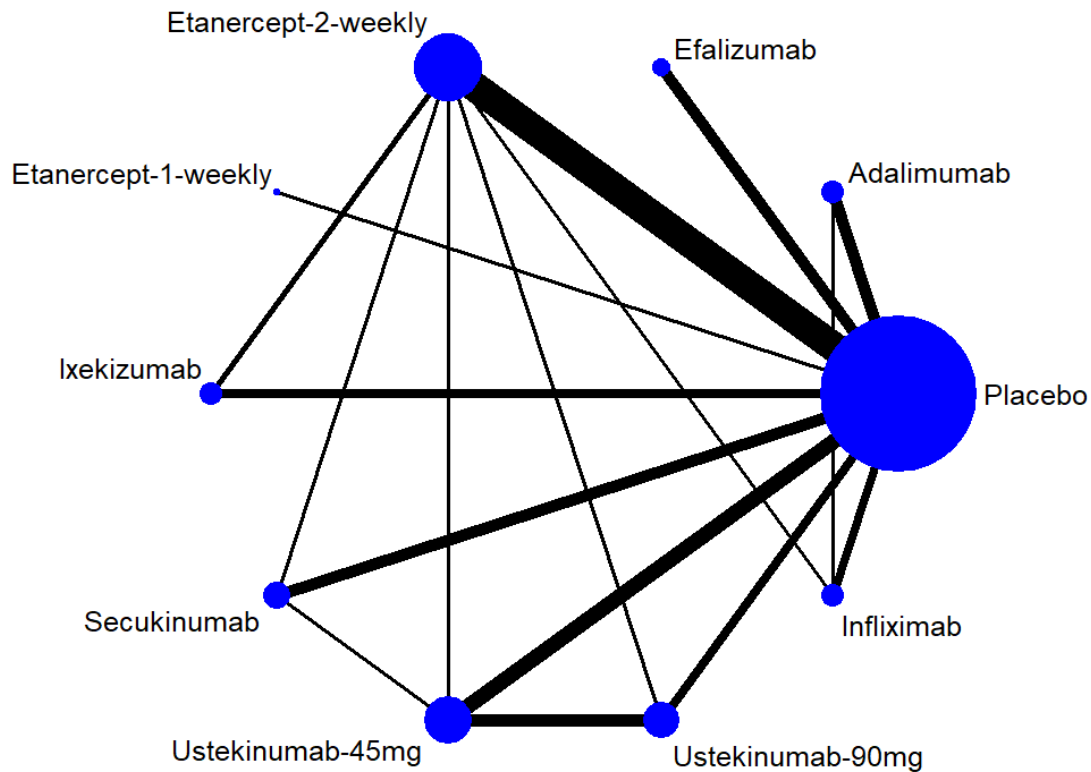 Etanercept-2-weekly
Efalizumab
Etanercept-1-weekly
Adalimumab
Ixekizumab
Placebo
Secukinumab
Infliximab
Ustekinumab-45mg
Ustekinumab-90mg